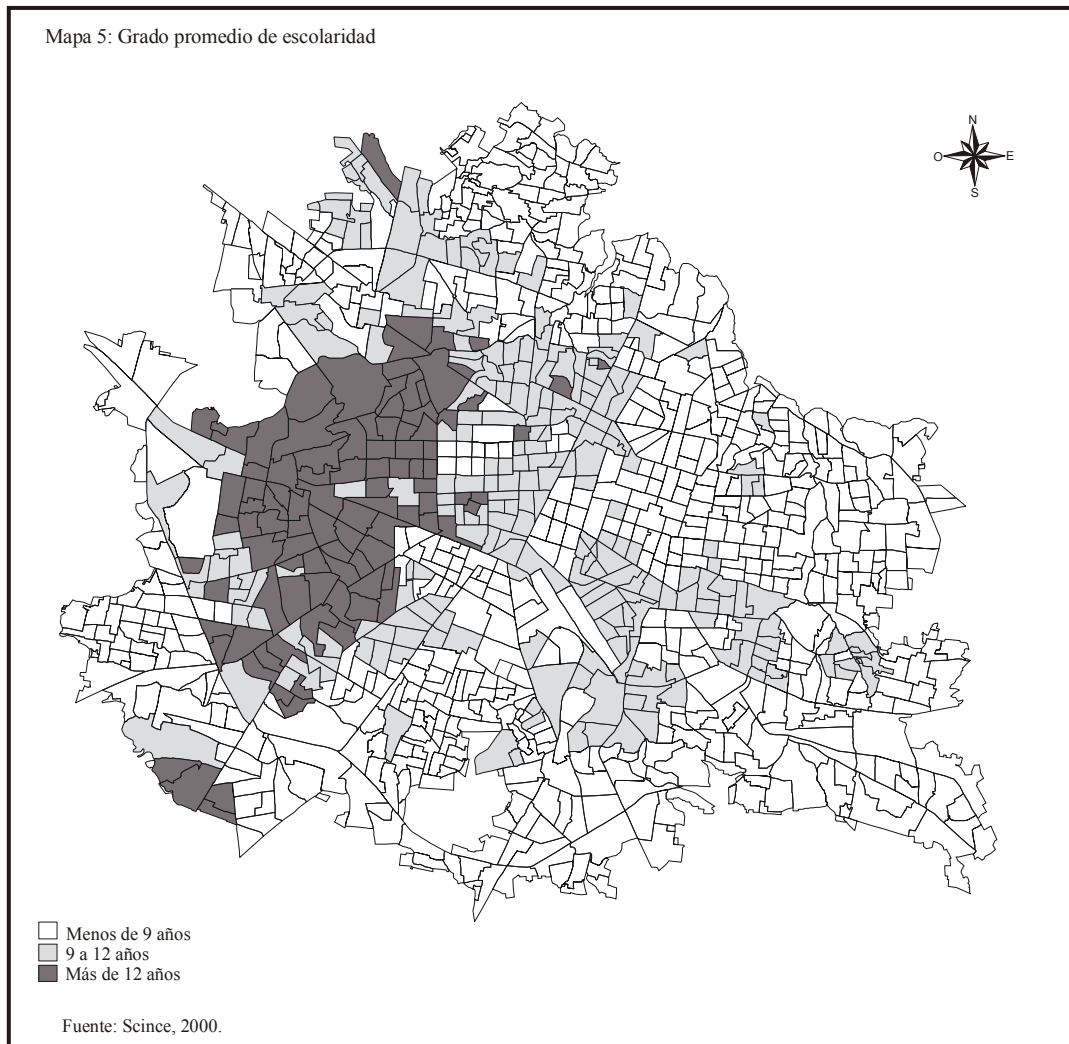 Mapa 5: Grado promedio de escolaridad
N
O
E
S
Menos de 9 años
9 a 12 años
Más de 12 años
Fuente: Scince, 2000.